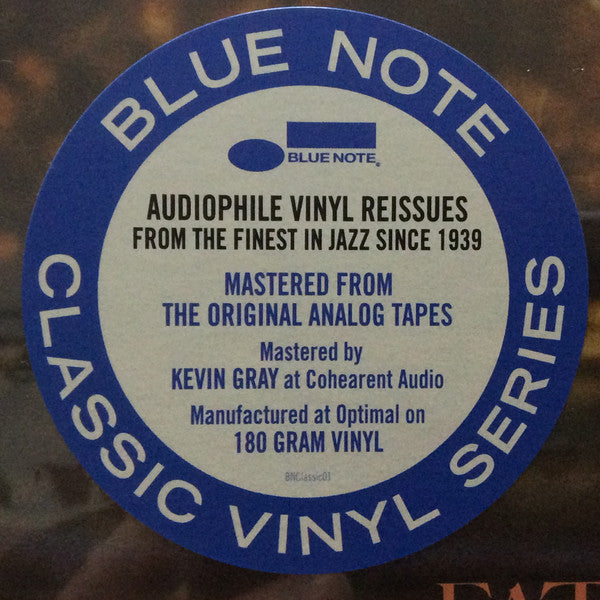 BLUE NOTE
BLUE NOTE®
AUDIOPHILE VINYL REISSUES
FROM THE FINEST IN JAZZ SINCE 1939
MASTERED FROM
THE ORIGINAL ANALOG TAPES
Mastered by
KEVIN GRAY at Cohearent Audio
Manufactured at Optimal on
180 GRAM VINYL
BNClassic01
CLASSIC VINYL SERIES